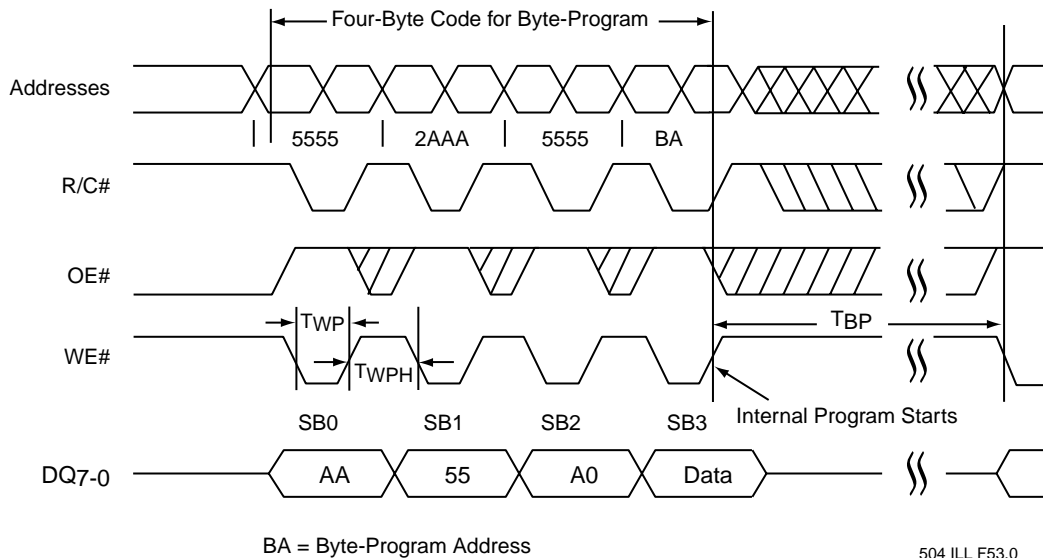 Four-Byte Code for Byte-Program
Addresses
5555 2AAA 5555 BA
R/C#
OE#
TWP
TBP
WE#
TWPH
Internal Program Starts
SB0 SB1 SB2 SB3
DQ7-0 AA 55 A0 Data
BA = Byte-Program Address
504 ILL F53.0